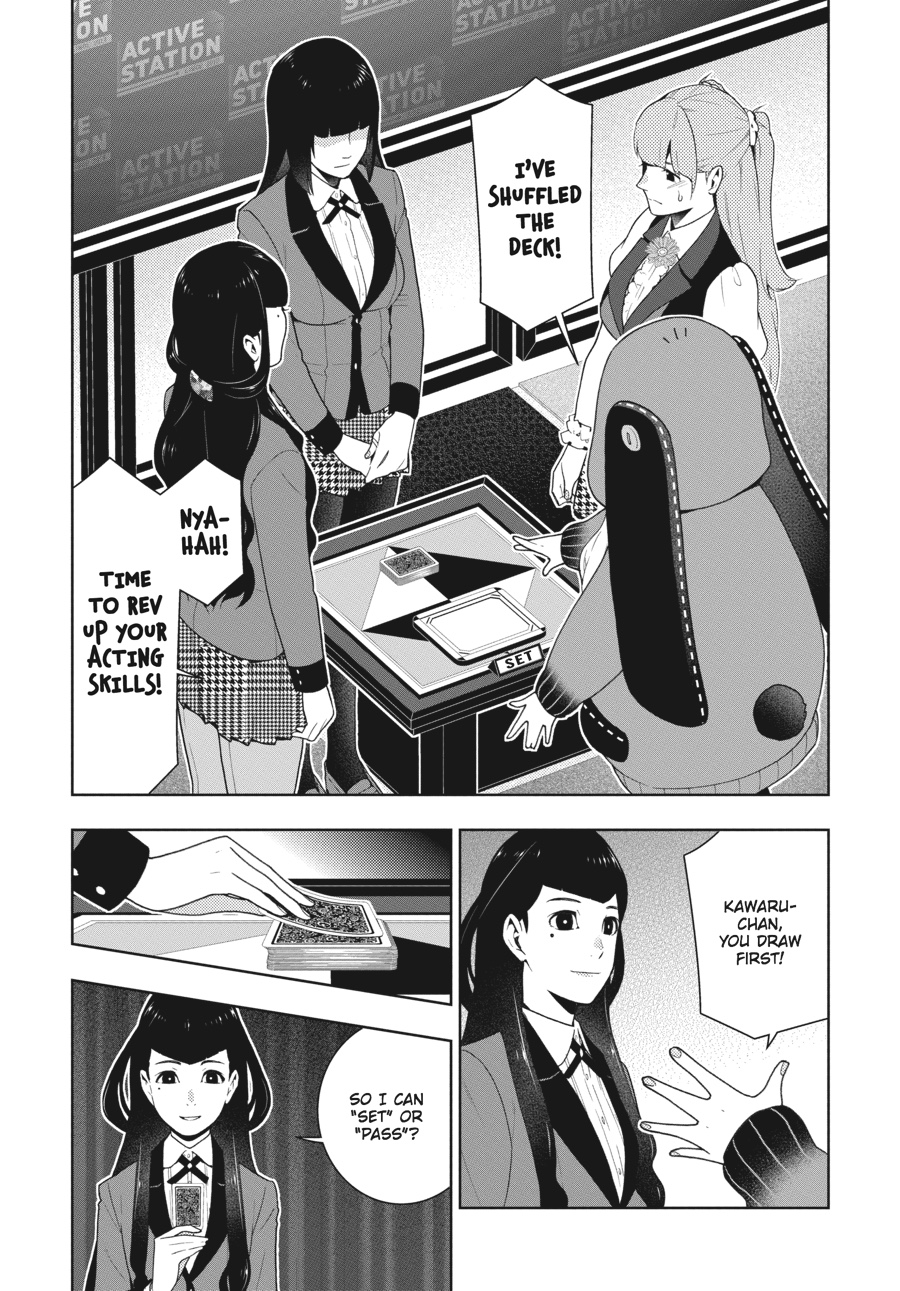 ACTIVE
STATION
ACTIVE
STATION
ACTIVE
STATION
I'VE
SHUFFLED
THE
DECK!
NYA-
HAH!
TIME
TO REV
UP YOUR
ACTING
SKILLS!
SET
KAWARU-
CHAN,
YOU DRAW
FIRST!
SO I CAN
"SET" OR
"PASS"?